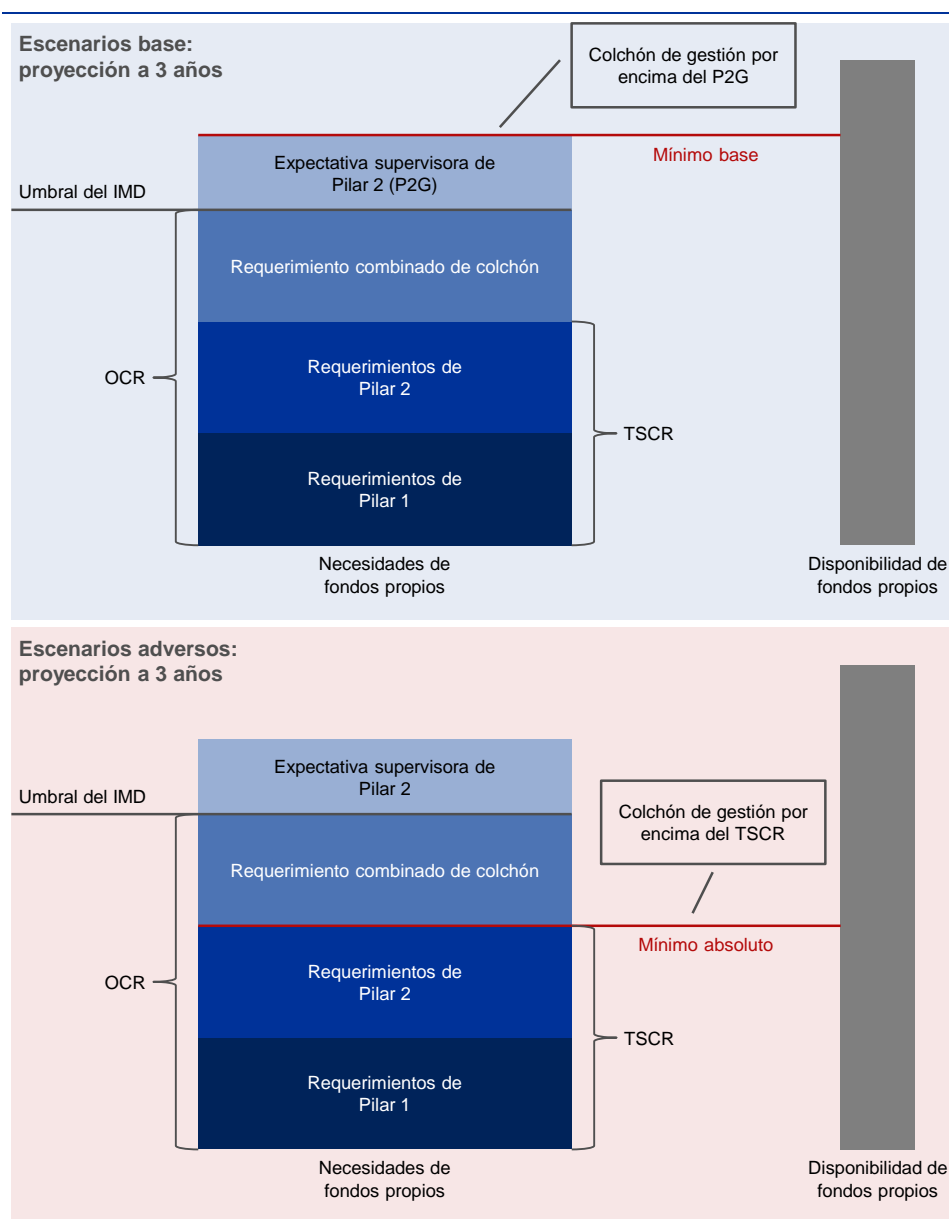 Escenarios base:
proyección a 3 años
Colchón de gestión por
encima del P2G
Mínimo base
Expectativa supervisora de
Pilar 2 (P2G)
Umbral del IMD
Requerimiento combinado de colchón
Requerimientos de
Pilar 2
OCR
TSCR
Requerimientos de
Pilar 1
Necesidades de
fondos propios
Disponibilidad de
fondos propios
Escenarios adversos:
proyección a 3 años
Expectativa supervisora de
Pilar 2
Umbral del IMD
Colchón de gestión por
encima del TSCR
Requerimiento combinado de colchón
Mínimo absoluto
Requerimientos de
Pilar 2
OCR
TSCR
Requerimientos de
Pilar 1
Necesidades de
fondos propios
Disponibilidad de
fondos propios